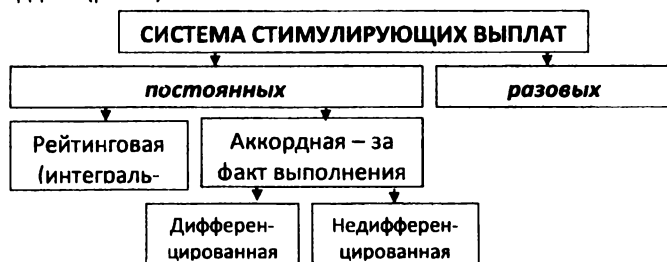 СИСТЕМА СТИМУЛИРУЮЩИХ ВЫПЛАТ
постоянных
разовых
Рейтинговая
(интеграль-
Аккордная – за
факт выполнения
Дифферен-
цированная
Недифферен-
цированная